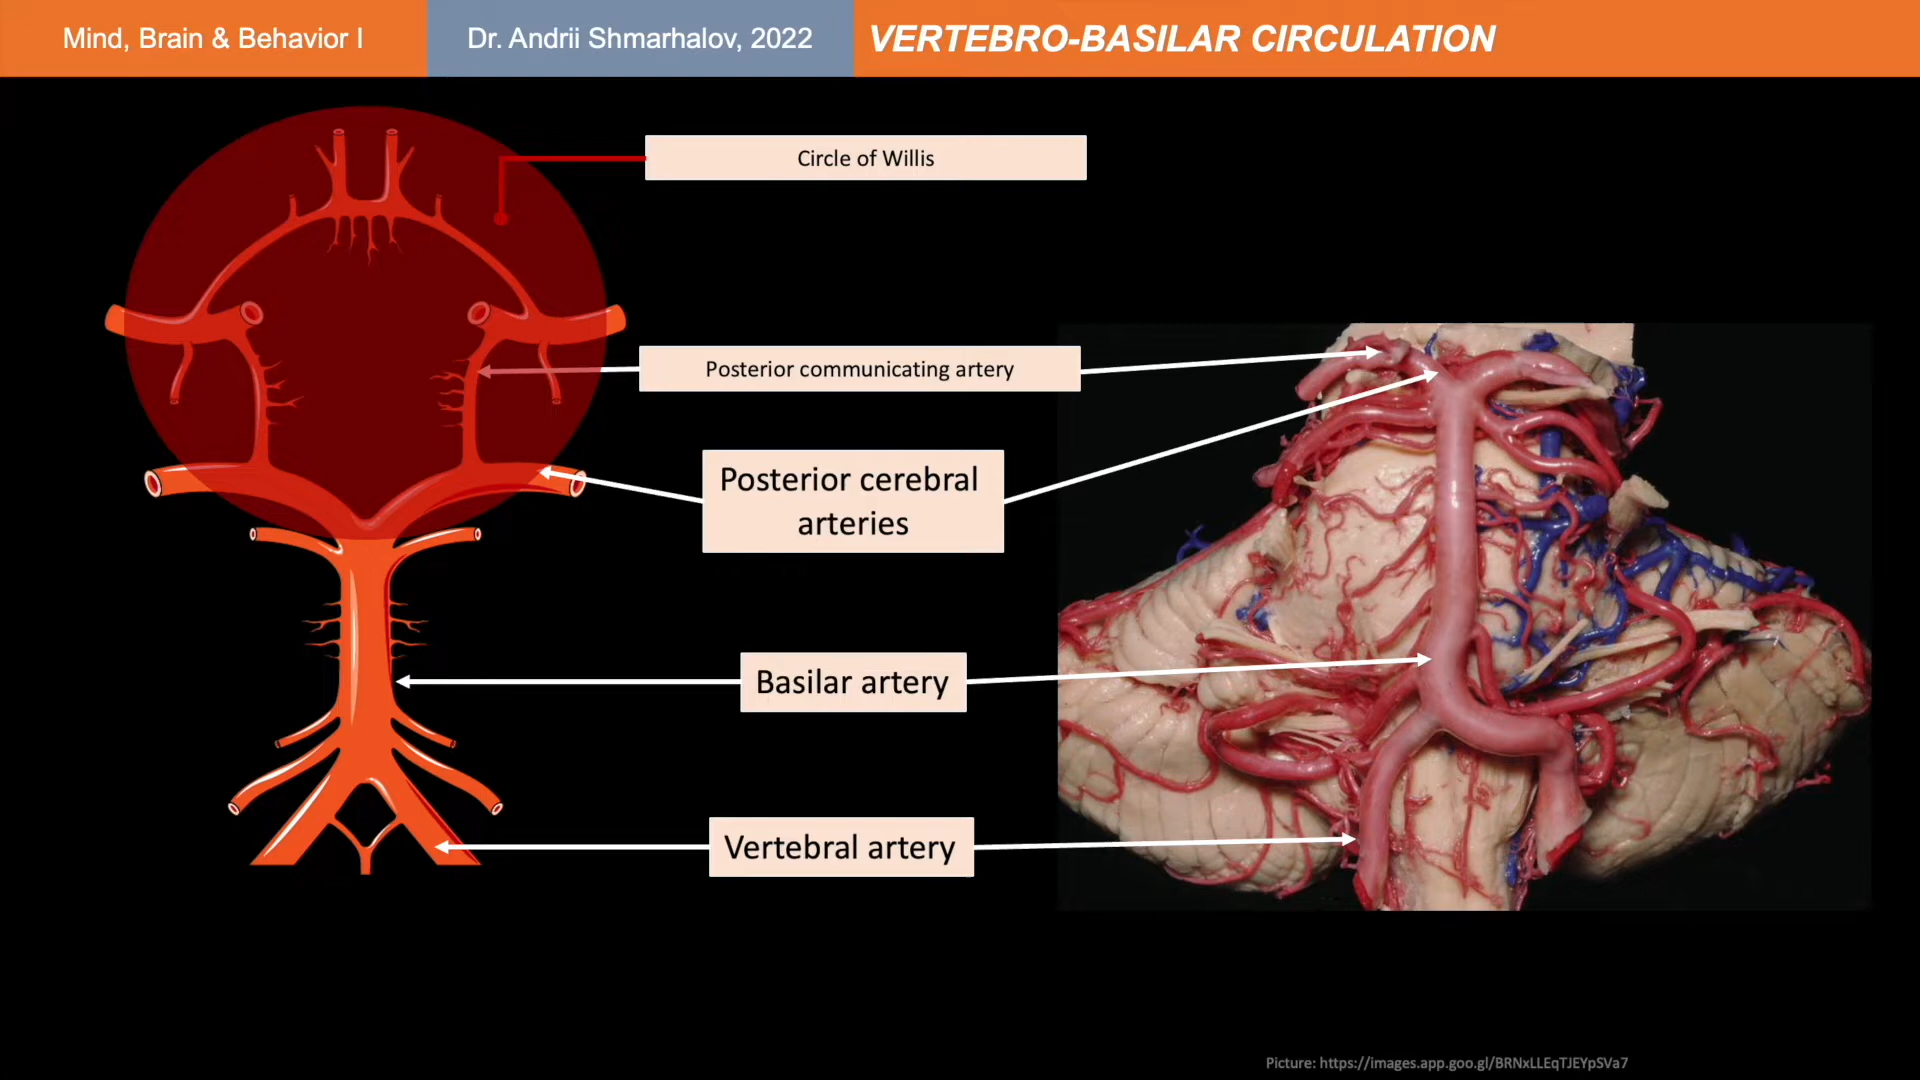 Mind, Brain & Behavior I
Dr. Andrii Shmarhalov, 2022
VERTEBRO-BASILAR CIRCULATION
Circle of Willis
Posterior communicating artery
Posterior cerebral
arteries
Basilar artery
Vertebral artery
Picture: https://images.app.goo.gl/BRNxLLEqTJEYpSVa7